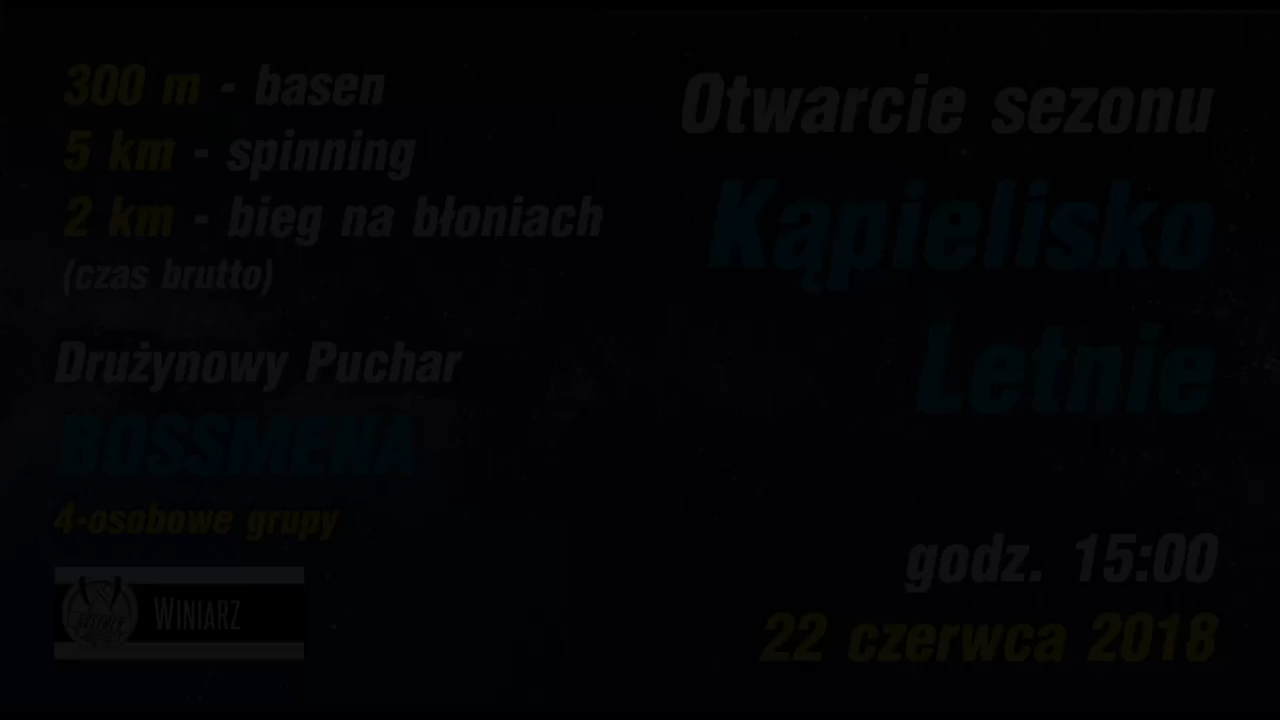 300 m - basen
5 km - spinning
2 km - bieg na błoniach
(czas brutto)
Drużynowy Puchar
BOSSMENA
4-osobowe grupy
WINIARZ
Otwarcie sezonu
Kąpielisko
Letnie
godz. 15:00
22 czerwca 2018